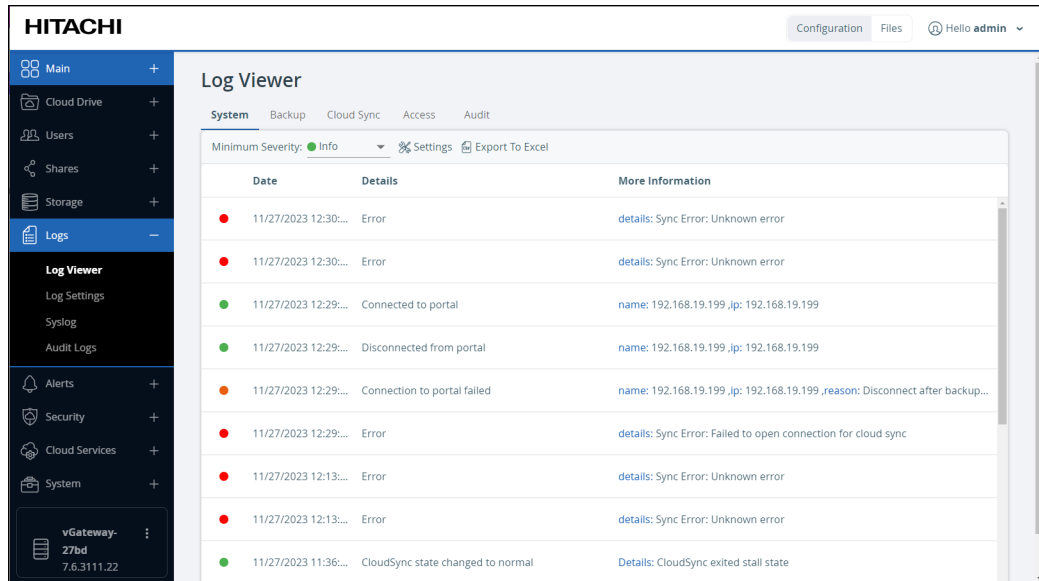 HITACHI
Configuration Files Hello admin
Main
Cloud Drive
Users
Shares
Storage
Logs
Log Viewer
Log Settings
Syslog
Audit Logs
Alerts
Security
Cloud Services
System
vGateway-
27bd
7.6.3111.22
Log Viewer
System Backup Cloud Sync Access Audit
Minimum Severity: Info Settings Export To Excel
Date Details More Information
11/27/2023 12:30:... Error details: Sync Error: Unknown error
11/27/2023 12:30:... Error details: Sync Error: Unknown error
11/27/2023 12:29:... Connected to portal name: 192.168.19.199 ,ip: 192.168.19.199
11/27/2023 12:29:... Disconnected from portal name: 192.168.19.199 ,ip: 192.168.19.199
11/27/2023 12:29:... Connection to portal failed name: 192.168.19.199 ,ip: 192.168.19.199 ,reason: Disconnect after backup...
11/27/2023 12:29:... Error details: Sync Error: Failed to open connection for cloud sync
11/27/2023 12:13:... Error details: Sync Error: Unknown error
11/27/2023 12:13:... Error details: Sync Error: Unknown error
11/27/2023 11:36:... CloudSync state changed to normal Details: CloudSync exited stall state